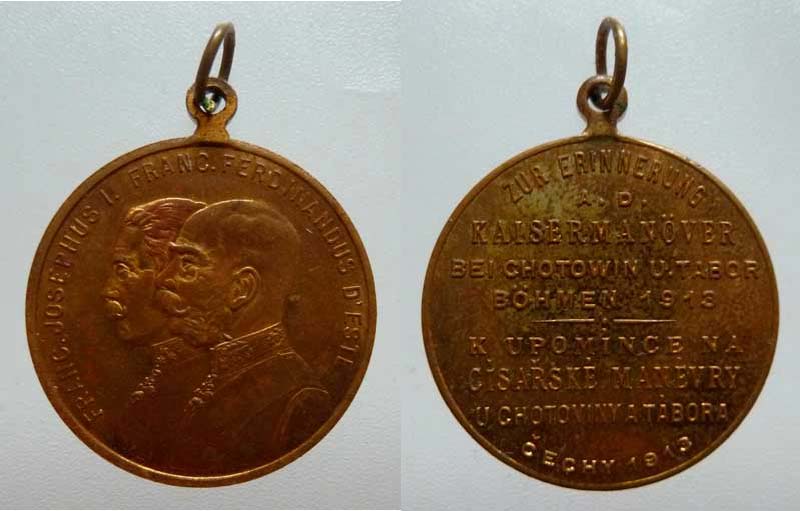 FRANC. JOSEPHUS I. FRANC. FERDINANDUS D'ESTE
ZUR ERINNERUNG
A. D.
KAISERMANÖVER
BEI CHOTOWIN U. TABOR
BÖHMEN 1913
K UPOMÍNCE NA
CÍSAŘSKÉ MANÉVRY
U CHOTOVINY A TÁBORA
ČECHY 1913